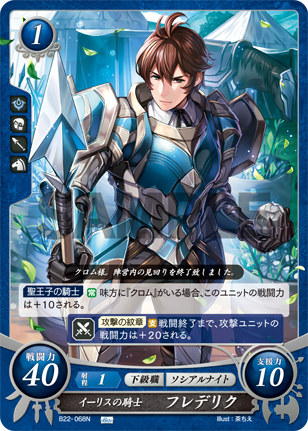 1
クロム様、陣営内の見回りを終了致しました。
聖王子の騎士 常 味方に『クロム』がいる場合、このユニットの戦闘力
は＋10される。
攻撃の紋章 支 戦闘終了まで、攻撃ユニットの
戦闘力は＋20される。
戦闘力 40
射程 1 下級職 ソシアルナイト
支援力 10
イーリスの騎士 フレデリク
B22-068N
Illust：茶ちえ